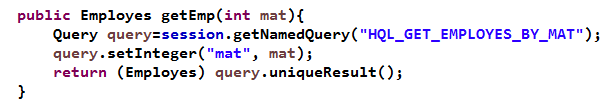 public Employes getEmp(int mat){
Query query=session.getNamedQuery("HQL_GET_EMPLOYES_BY_MAT");
query.setInteger("mat", mat);
return (Employes) query.uniqueResult();
}